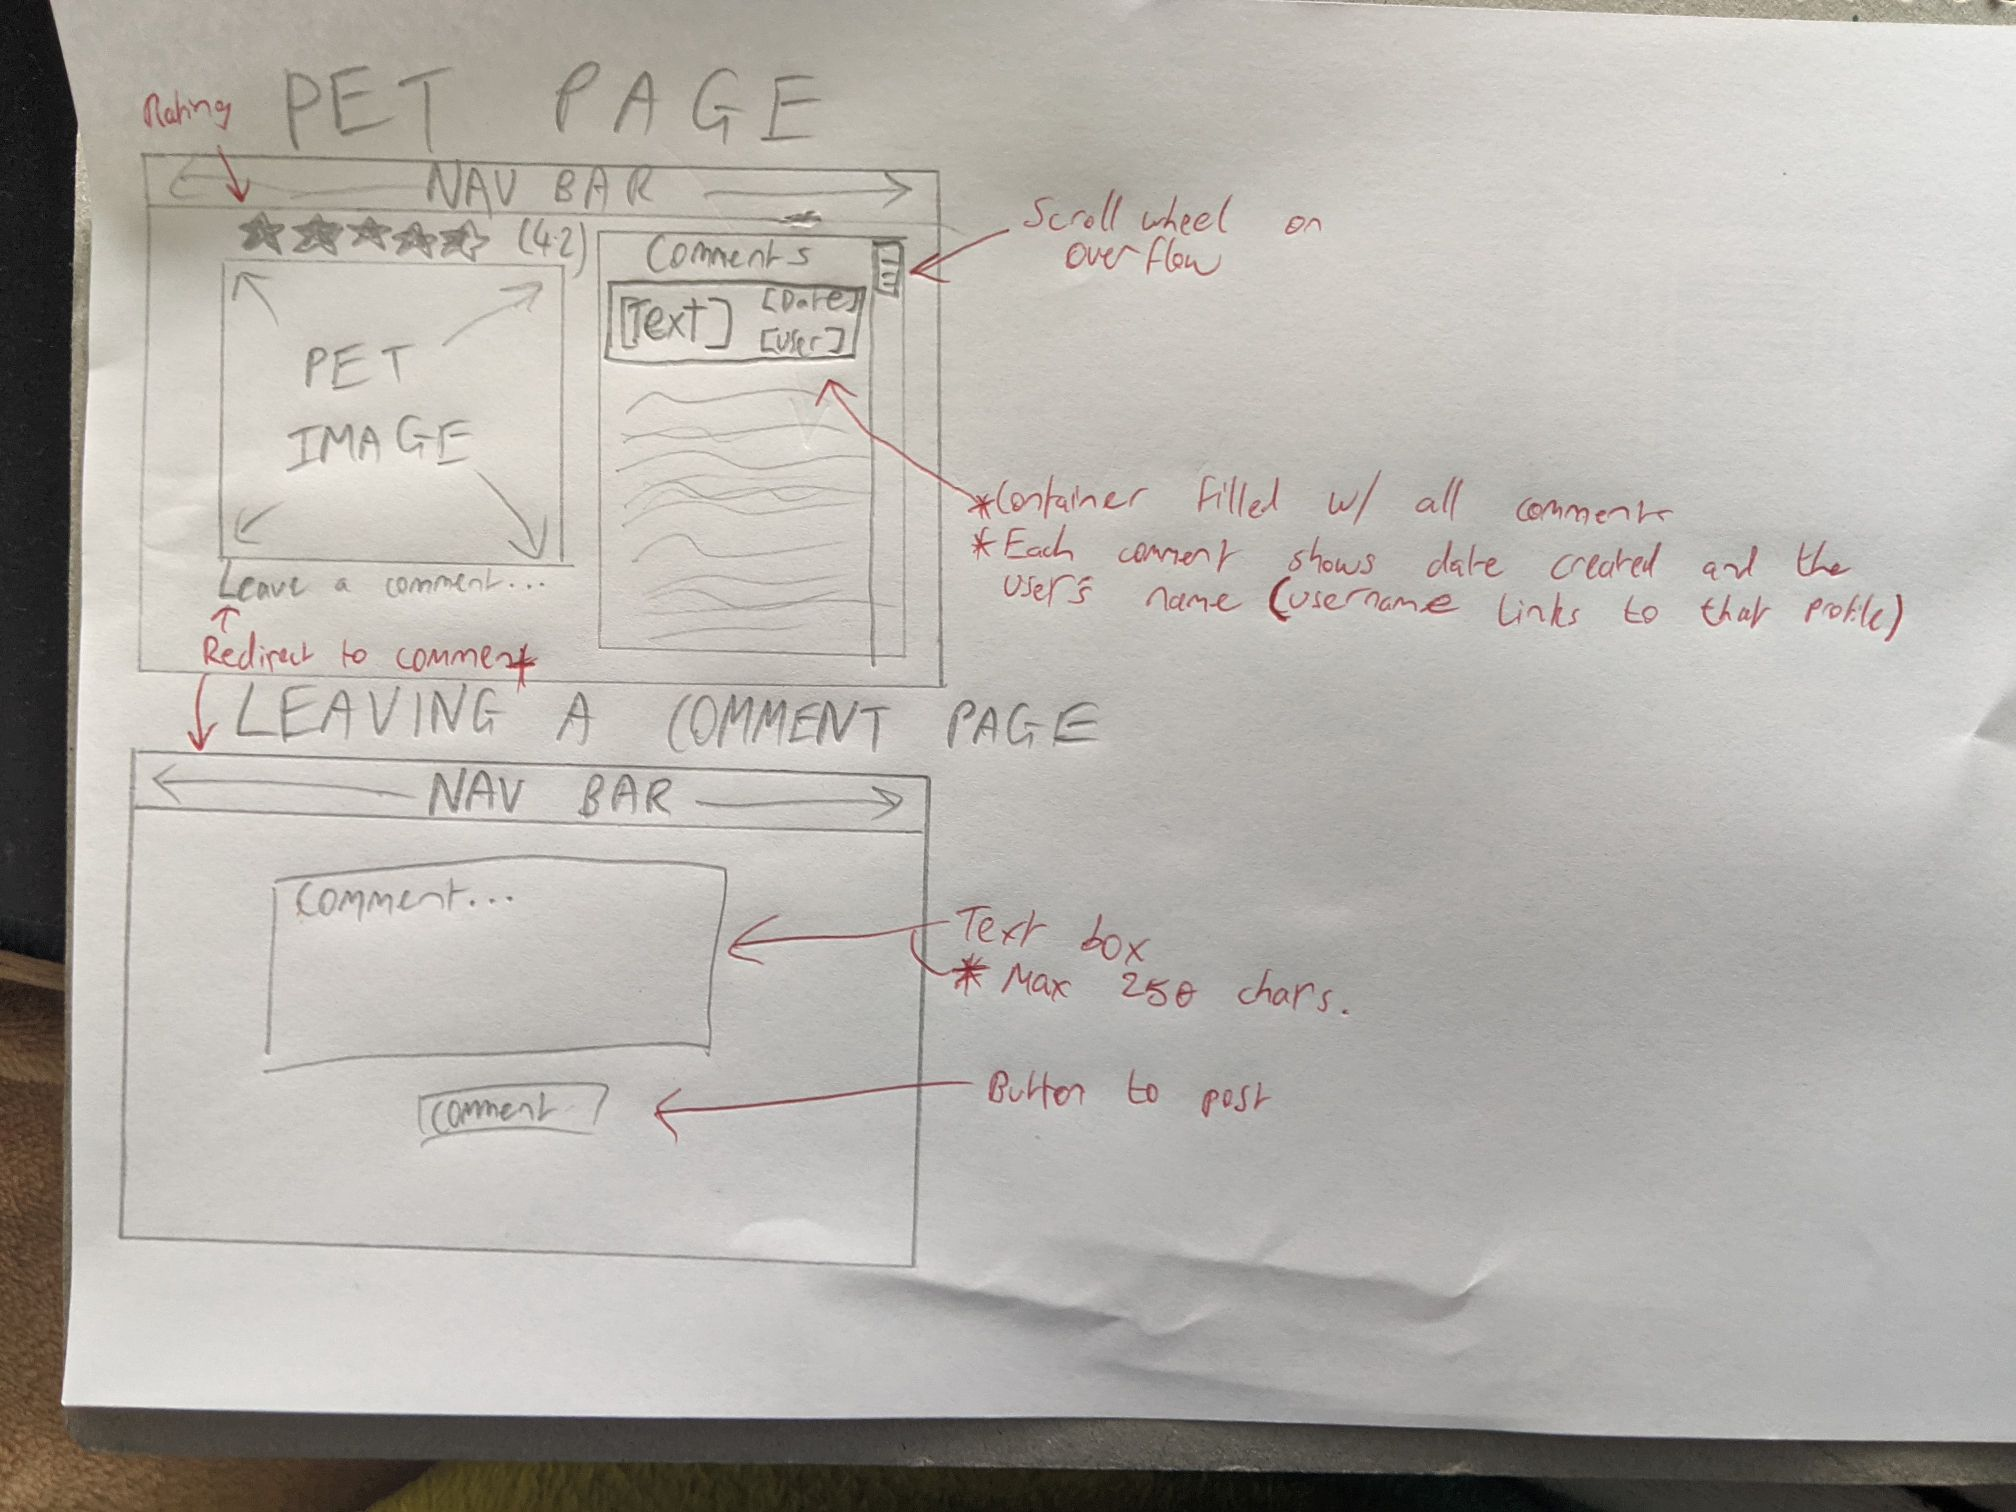 PET PAGE
Rating
NAV BAR
(4.2)
Comments
[Text]
[Date]
[User]
Scroll wheel on
overflow
PET
IMAGE
*Container filled w/ all comments
*Each comment shows date created and the
user's name (username links to that profile)
Leave a comment...
Redirect to comment
LEAVING A COMMENT PAGE
NAV BAR
Comment...
Text box
* Max 250 chars.
Comment
Button to post